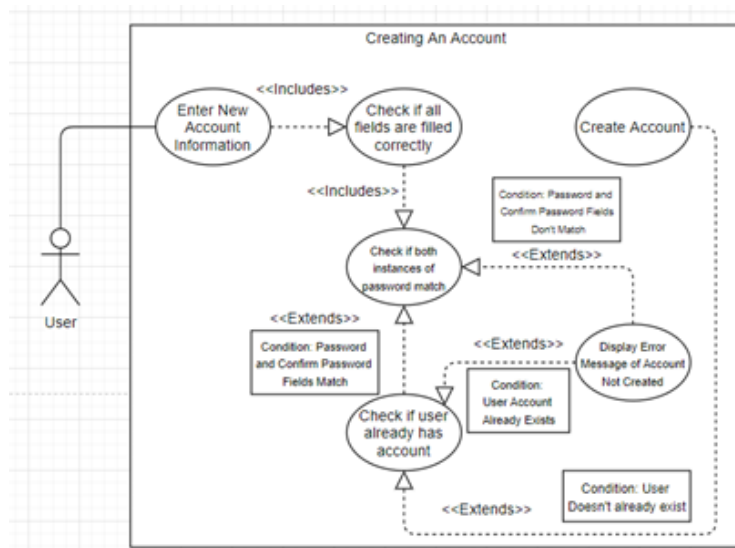 Creating An Account
<<Includes>>
Enter New
Account
Information
Check if all
fields are filled
correctly
Create Account
<<Includes>>
Condition: Password and
Confirm Password Fields
Don't Match
Check if both
instances of
password match
<<Extends>>
User
<<Extends>>
Condition: Password
and Confirm Password
Fields Match
<<Extends>>
Display Error
Message of Account
Not Created
Condition:
User Account
Already Exists
Check if user
already has
account
Condition: User
Doesn't already exist
<<Extends>>